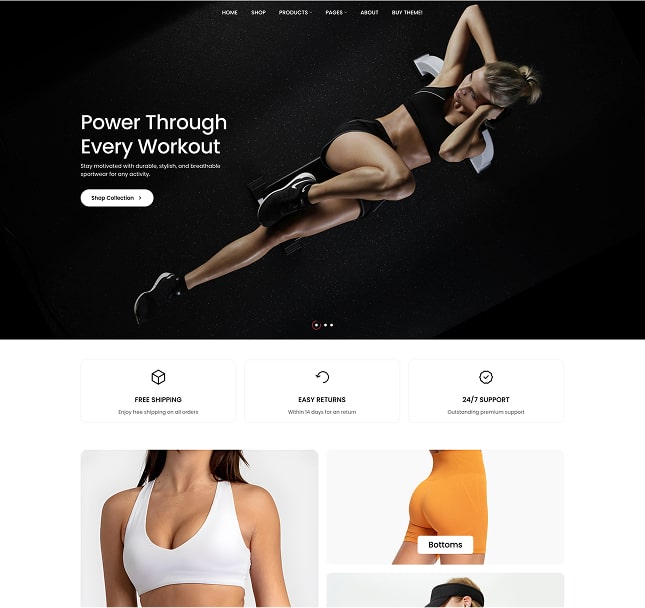 HOME SHOP PRODUCTS PAGES ABOUT BUY THEME!
Power Through
Every Workout
Stay motivated with durable, stylish, and breathable
sportwear for any activity.
Shop Collection
FREE SHIPPING
Enjoy free shipping on all orders
EASY RETURNS
Within 14 days for an return
24/7 SUPPORT
Outstanding premium support
Bottoms